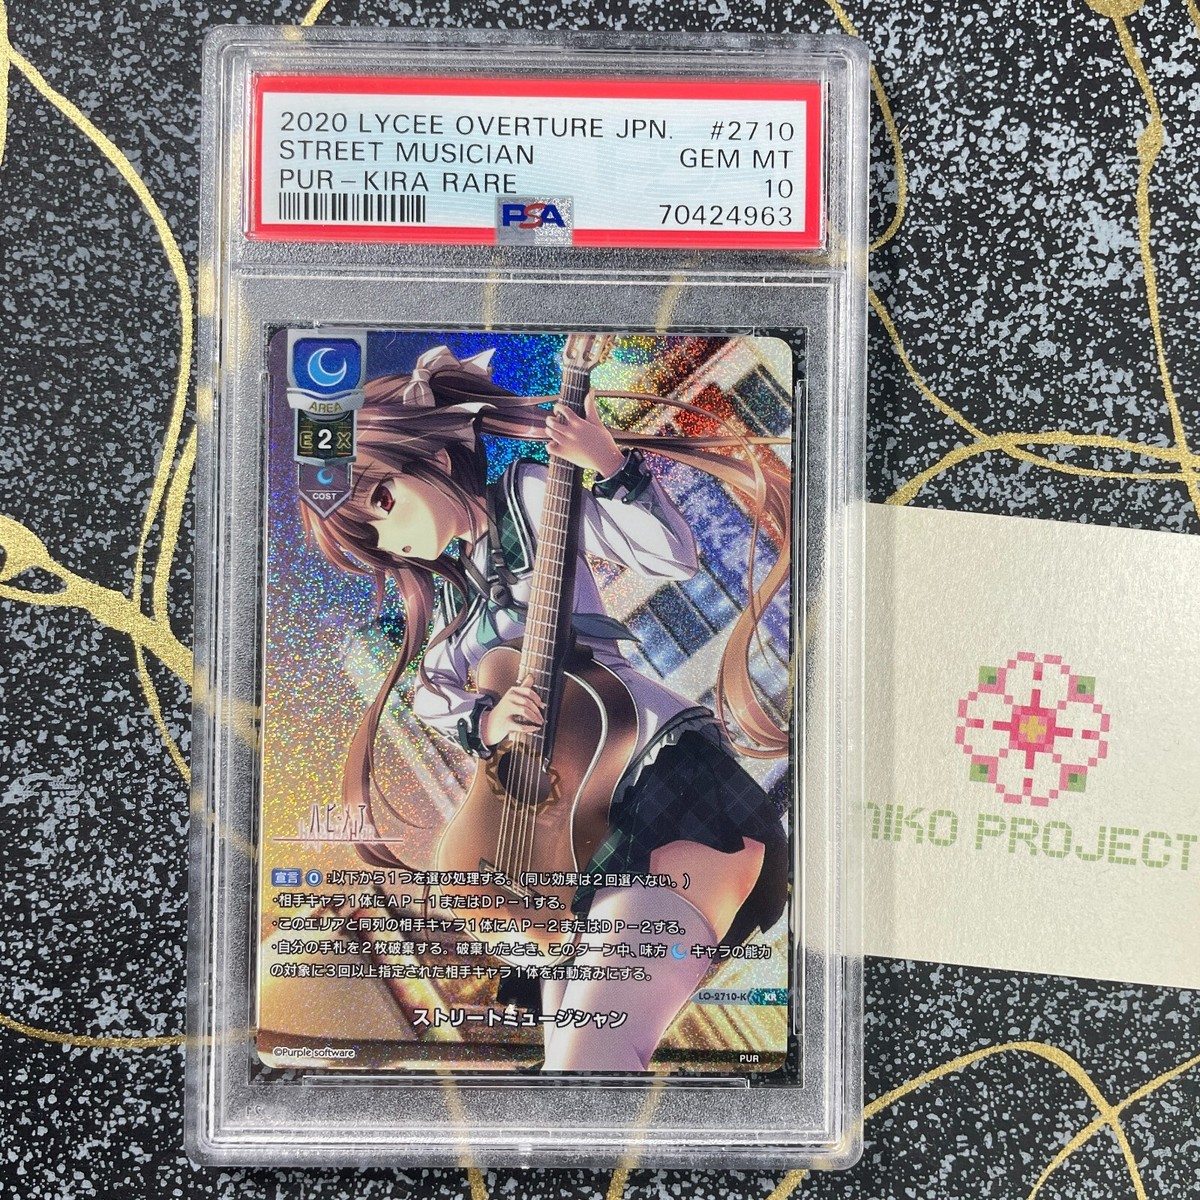 2020 LYCEE OVERTURE JPN. #2710
STREET MUSICIAN GEM MT
PUR-KIRA RARE 10
PSA 70424963
AREA
E 2 X
COST
宣言 0 :以下から1つを選び処理する。(同じ効果は2回選べない。)
・相手キャラ1体にAP-1またはDP-1する。
・このエリアと同列の相手キャラ1体にAP-2またはDP-2する。
・自分の手札を2枚破棄する。破棄したとき、このターン中、味方 キャラの能力
の対象に3回以上指定された相手キャラ1体を行動済みにする。
LO-2710-K KR
ストリートミュージシャン
©Purple software PUR
NIKO PROJECT